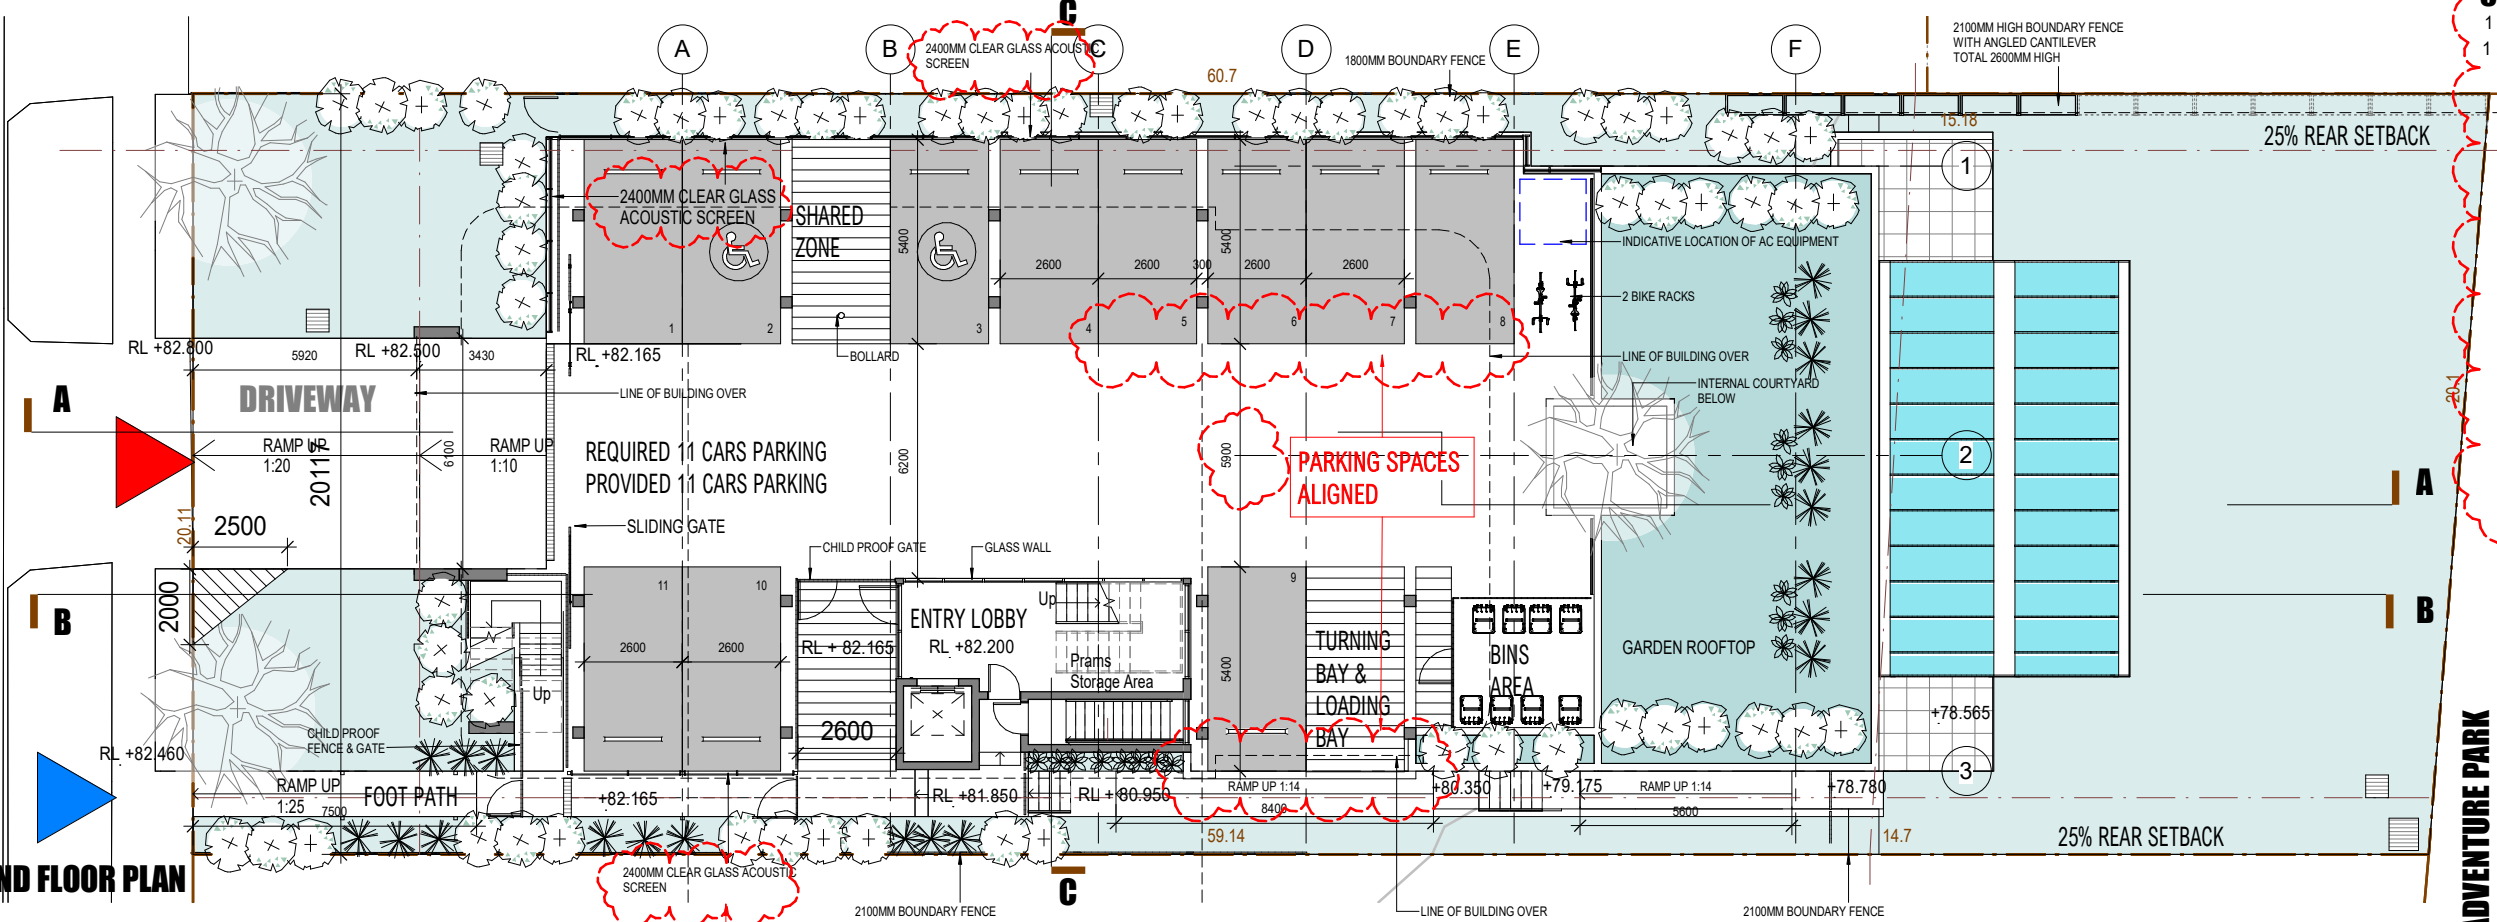 C
A
B
C
D
E
F
2400MM CLEAR GLASS ACOUSTIC
SCREEN
60.7
1800MM BOUNDARY FENCE
2100MM HIGH BOUNDARY FENCE
WITH ANGLED CANTILEVER
TOTAL 2600MM HIGH
1
1
15.18
25% REAR SETBACK
1
2400MM CLEAR GLASS
ACOUSTIC SCREEN
SHARED
ZONE
5400
5400
2600
2600
300
2600
2600
INDICATIVE LOCATION OF AC EQUIPMENT
2 BIKE RACKS
1
2
3
4
5
6
7
8
RL +82.800
5920
RL +82.500
3430
RL +82.165
BOLLARD
LINE OF BUILDING OVER
INTERNAL COURTYARD
BELOW
A
DRIVEWAY
LINE OF BUILDING OVER
20.1
RAMP UP
1:20
20117
6100
RAMP UP
1:10
REQUIRED 11 CARS PARKING
PROVIDED 11 CARS PARKING
6200
5900
PARKING SPACES
ALIGNED
2
A
20.11
2500
SLIDING GATE
CHILD PROOF GATE
GLASS WALL
2000
11
10
9
B
Up
ENTRY LOBBY
RL +82.200
RL + 82.165
2600
2600
Prams
Storage Area
5400
TURNING
BAY &
LOADING
BAY
BINS
AREA
GARDEN ROOFTOP
B
Up
2600
+78.565
CHILD PROOF
FENCE & GATE
RL +82.460
RAMP UP
1:25
7500
FOOT PATH
+82.165
RL +81.850
RL + 80.950
RAMP UP 1:14
8400
+80.350
+79.175
RAMP UP 1:14
5600
+78.780
3
59.14
14.7
25% REAR SETBACK
ADVENTURE PARK
ND FLOOR PLAN
2400MM CLEAR GLASS ACOUSTIC
SCREEN
2100MM BOUNDARY FENCE
C
LINE OF BUILDING OVER
2100MM BOUNDARY FENCE